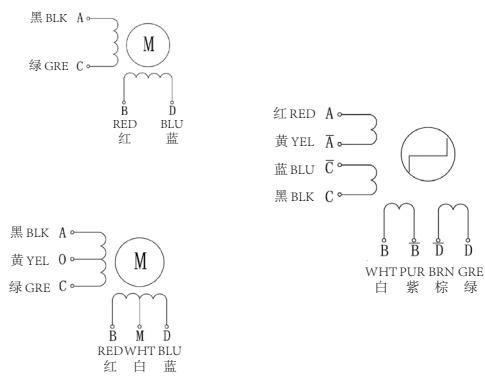 黑 BLK A
M
绿 GRE C
B D
RED BLU
红 蓝
红 RED A
黄 YEL A̅
蓝 BLU C̅
黑 BLK C
B B̅ D̅ D
WHT PUR BRN GRE
白 紫 棕 绿
黑 BLK A
黄 YEL O
M
绿 GRE C
B M D
RED WHT BLU
红 白 蓝